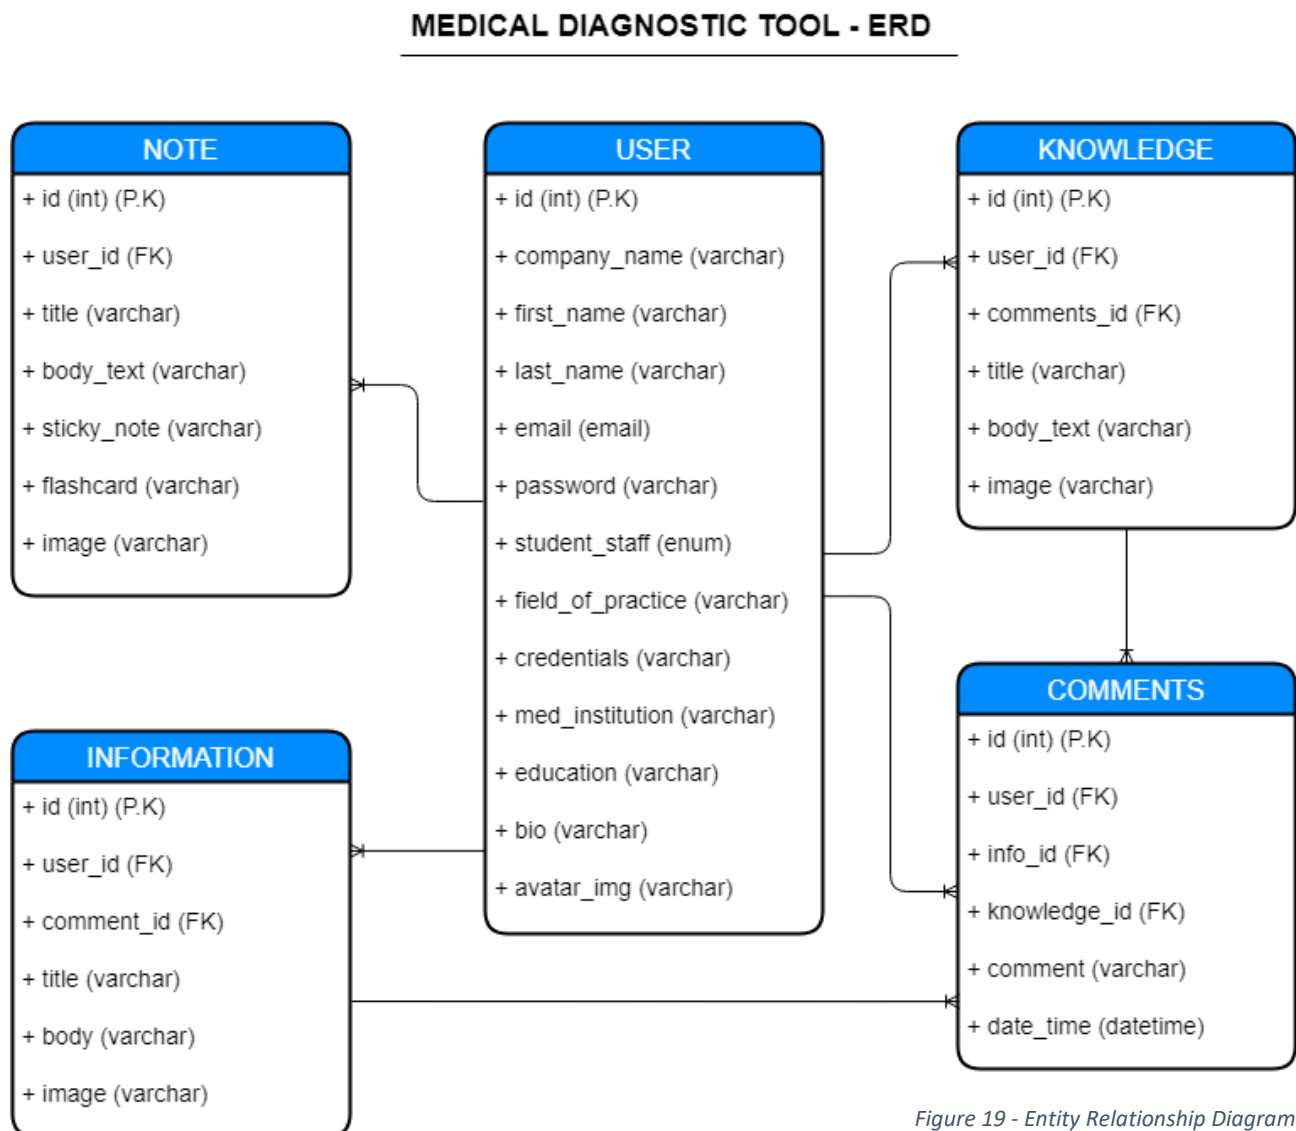 MEDICAL DIAGNOSTIC TOOL - ERD
NOTE
+ id (int) (P.K)
+ user_id (FK)
+ title (varchar)
+ body_text (varchar)
+ sticky_note (varchar)
+ flashcard (varchar)
+ image (varchar)
USER
+ id (int) (P.K)
+ company_name (varchar)
+ first_name (varchar)
+ last_name (varchar)
+ email (email)
+ password (varchar)
+ student_staff (enum)
+ field_of_practice (varchar)
+ credentials (varchar)
+ med_institution (varchar)
+ education (varchar)
+ bio (varchar)
+ avatar_img (varchar)
KNOWLEDGE
+ id (int) (P.K)
+ user_id (FK)
+ comments_id (FK)
+ title (varchar)
+ body_text (varchar)
+ image (varchar)
INFORMATION
+ id (int) (P.K)
+ user_id (FK)
+ comment_id (FK)
+ title (varchar)
+ body (varchar)
+ image (varchar)
COMMENTS
+ id (int) (P.K)
+ user_id (FK)
+ info_id (FK)
+ knowledge_id (FK)
+ comment (varchar)
+ date_time (datetime)
Figure 19 - Entity Relationship Diagram